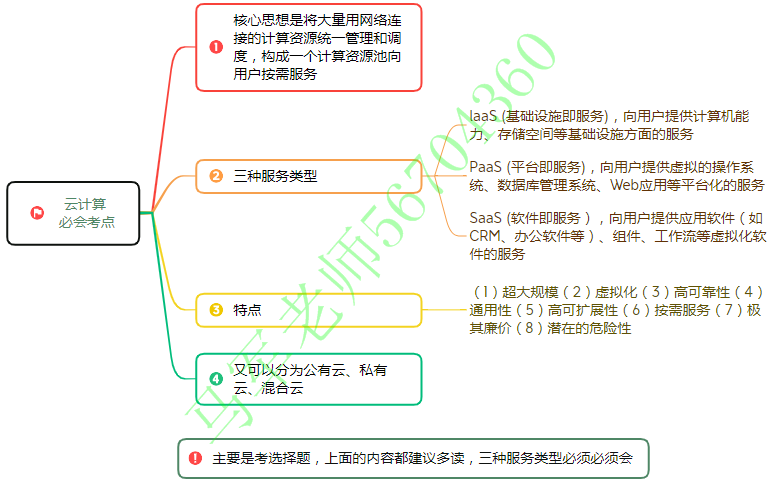 云计算
必会考点
1
核心思想是将大量用网络连
接的计算资源统一管理和调
度，构成一个计算资源池向
用户按需服务
2
三种服务类型
IaaS (基础设施即服务)，向用户提供计算机能
力、存储空间等基础设施方面的服务
PaaS (平台即服务)，向用户提供虚拟的操作系
统、数据库管理系统、Web应用等平台化的服务
SaaS (软件即服务 ) ，向用户提供应用软件（如
CRM、办公软件等）、组件、工作流等虚拟化软
件的服务
3
特点
（1）超大规模（2）虚拟化（3）高可靠性（4）
通用性（5）高可扩展性（6）按需服务（7）极
其廉价（8）潜在的危险性
4
又可以分为公有云、私有
云、混合云
! 主要是考选择题，上面的内容都建议多读，三种服务类型必须必须会
马军老师56704360